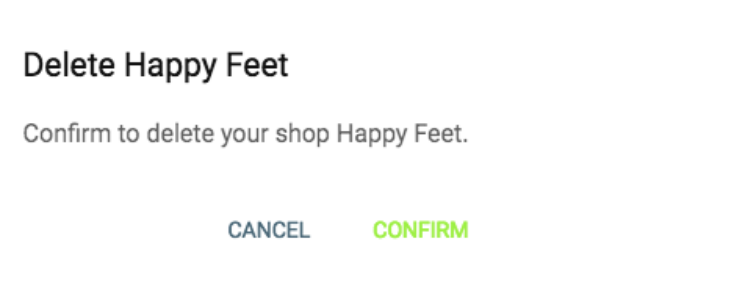 Delete Happy Feet
Confirm to delete your shop Happy Feet.
CANCEL CONFIRM